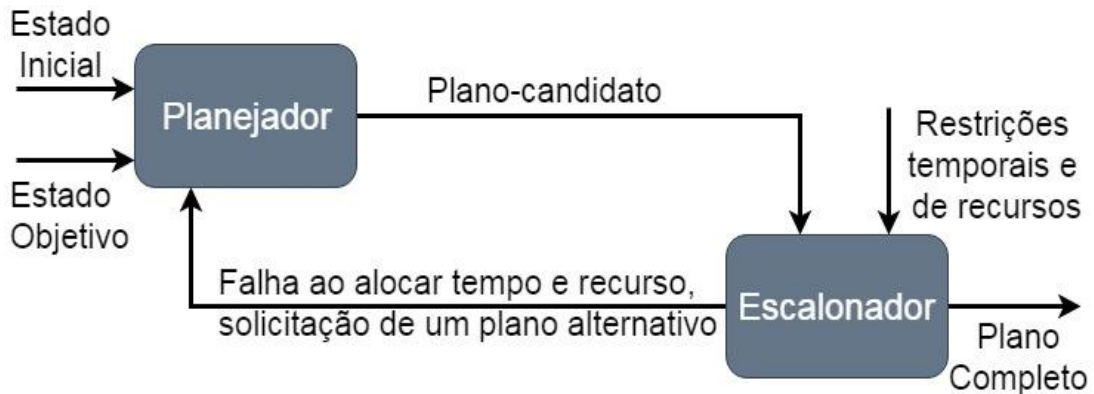 Estado
Inicial
Planejador
Plano-candidato
Restrições
temporais e
de recursos
Estado
Objetivo
Falha ao alocar tempo e recurso,
solicitação de um plano alternativo
Escalonador
Plano
Completo